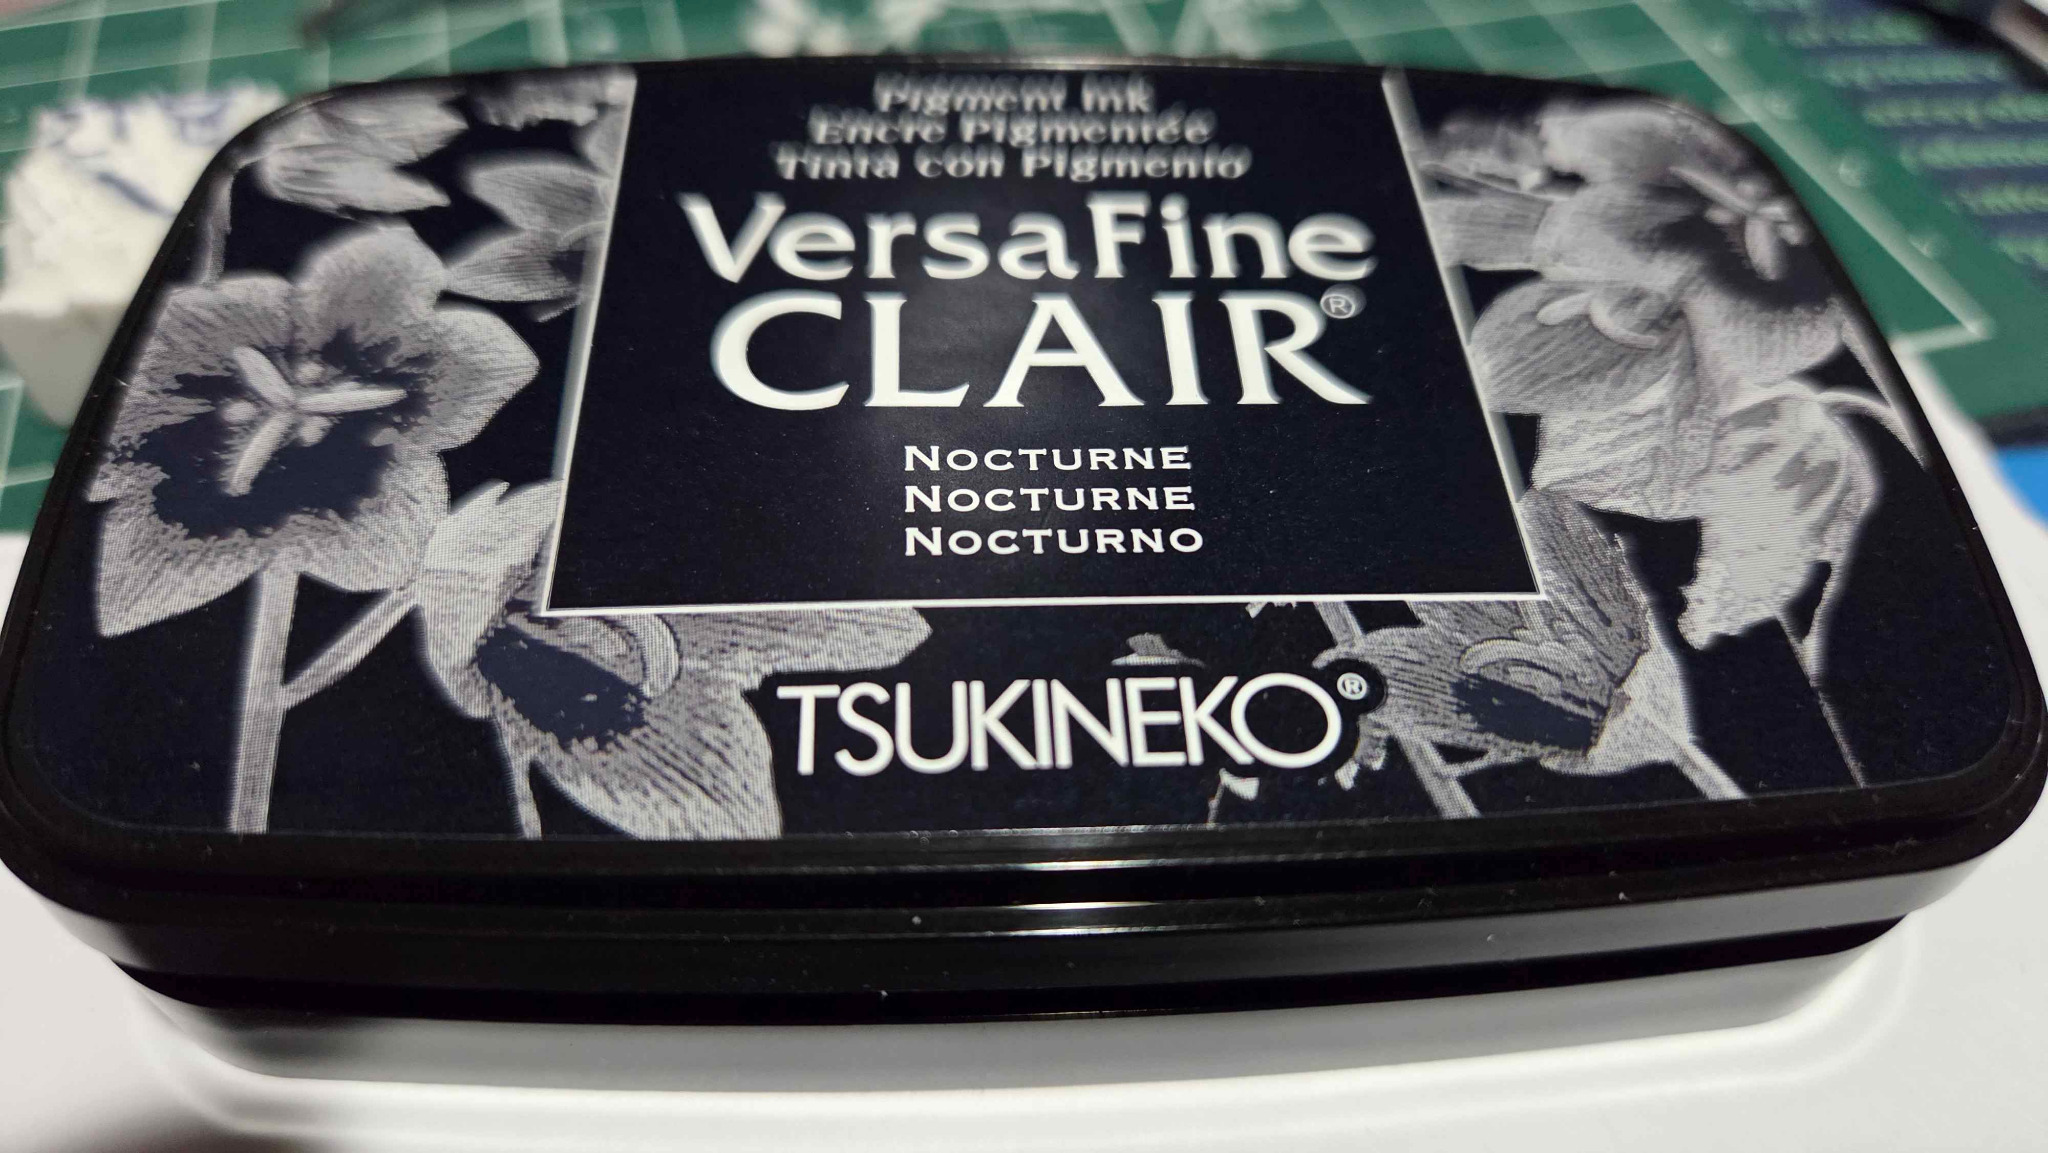 Pigment Ink
Encre Pigmentée
Tinta con Pigmento
VersaFine
CLAIR®
NOCTURNE
NOCTURNE
NOCTURNO
TSUKINEKO®